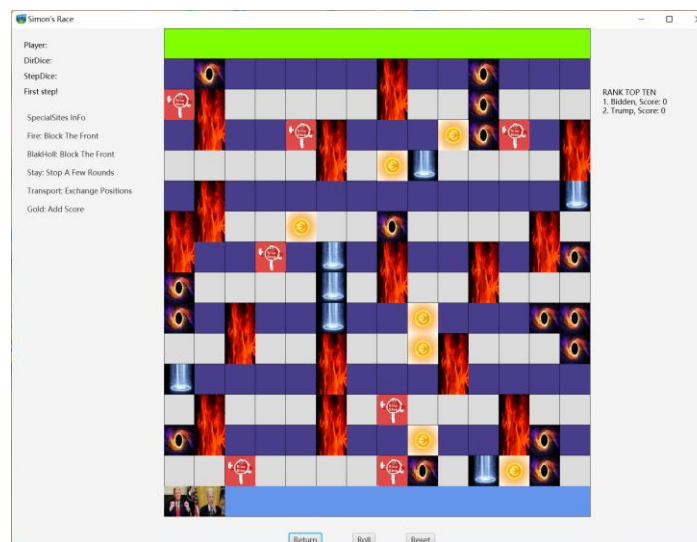 Simon's Race
Player:
DirDice:
StepDice:
First step!
SpecialSites InFo
Fire: Block The Front
BlakHoll: Block The Front
Stay: Stop A Few Rounds
Transport: Exchange Positions
Gold: Add Score
RANK TOP TEN
1. Bidden, Score: 0
2. Trump, Score: 0
Return
Roll
Reset